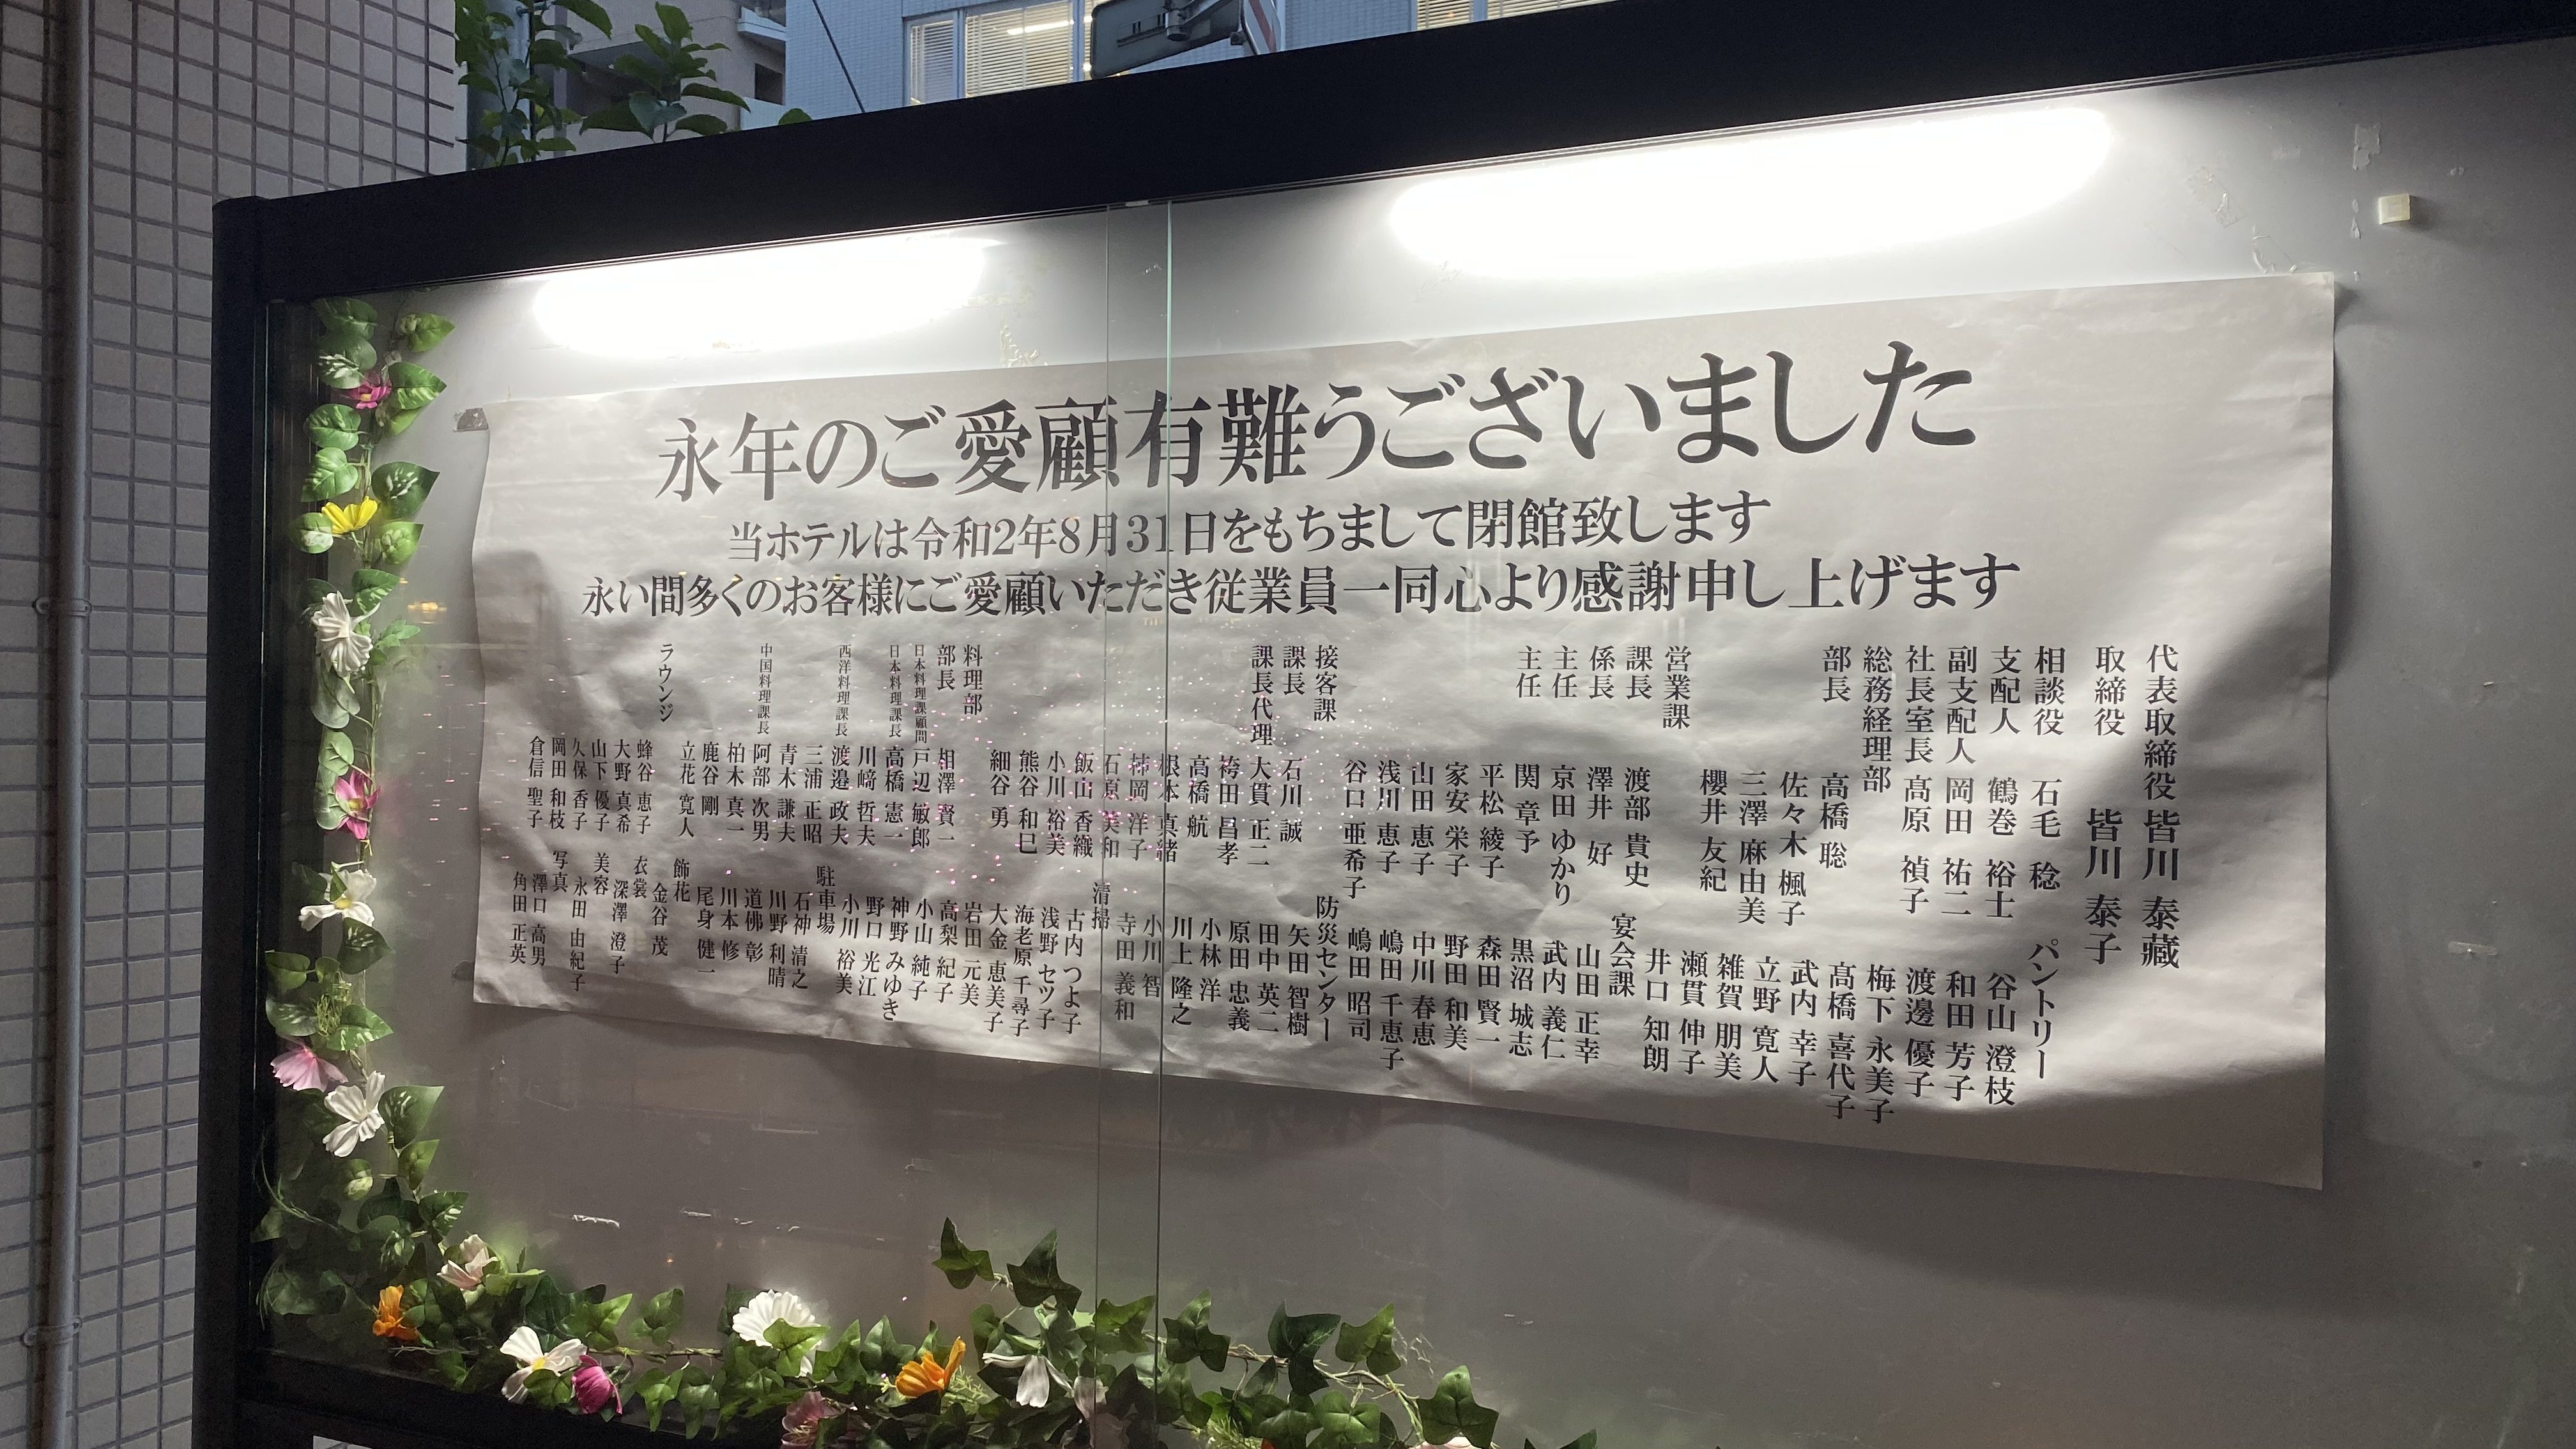 永年のご愛顧有難うございました
当ホテルは令和2年8月31日をもちまして閉館致します
永い間多くのお客様にご愛顧いただき従業員一同心より感謝申し上げます
代表取締役 皆川 泰藏
取締役 皆川 泰子
相談役 石毛 稔
支配人 鶴巻 裕士
副支配人 岡田 祐二
社長室長 髙原 禎子
総務経理部
部長 高橋 聡
佐々木 楓子
三澤 麻由美
櫻井 友紀
営業課
課長 渡部 貴史
係長 澤井 好
主任 京田 ゆかり
主任 関 章予
平松 綾子
家安 栄子
山田 恵子
浅川 恵子
谷口 亜希子
接客課
課長 石川 誠
課長代理 大貫 正二
袴田 昌孝
高橋 航
根本 真緒
柿岡 洋子
石原 美和
飯山 香織
小川 裕美
熊谷 和巳
細谷 勇
料理部
部長 相澤 賢一
日本料理課顧問 戸辺 敏郎
日本料理課長 高橋 憲一
川﨑 哲夫
西洋料理課長 渡邉 政夫
三浦 正昭
青木 謙夫
中国料理課長 阿部 次男
柏木 真一
鹿谷 剛
立花 寛人
ラウンジ
蜂谷 恵子
大野 真希
山下 優子
久保 香子
岡田 和枝
倉信 聖子
パントリー
谷山 澄枝
和田 芳子
渡邊 優子
梅下 永美子
髙橋 喜代子
武内 幸子
立野 寛人
雑賀 朋美
瀬貫 伸子
井口 知朗
宴会課
山田 正幸
武内 義仁
黒沼 城志
森田 賢一
野田 和美
中川 春恵
嶋田 千恵子
嶋田 昭司
防災センター
矢田 智樹
田中 英二
原田 忠義
小林 洋
川上 隆之
小川 智
寺田 義和
清掃
古内 つよ子
浅野 セツ子
海老原 千尋子
大金 恵美子
岩田 元美
高梨 紀子
小山 純子
神野 みゆき
野口 光江
小川 裕美
駐車場
石神 清之
川野 利晴
道佛 彰
川本 修
尾身 健一
飾花
金谷 茂
衣裳
深澤 澄子
美容
永田 由紀子
写真
澤口 高男
角田 正英